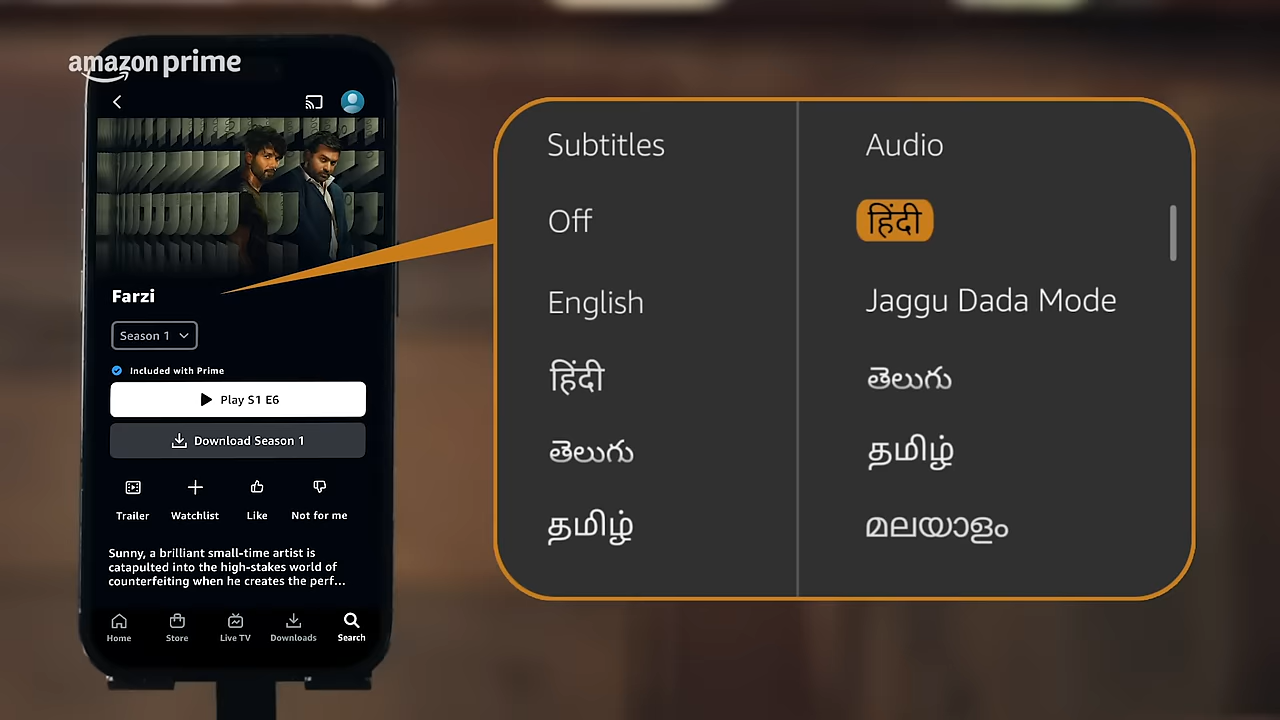 amazon prime
Farzi
Season 1
Included with Prime
Play S1 E6
Download Season 1
Trailer
Watchlist
Like
Not for me
Sunny, a brilliant small-time artist is
catapulted into the high-stakes world of
counterfeiting when he creates the perf...
Home
Store
Live TV
Downloads
Search
Subtitles
Off
English
हिंदी
తెలుగు
தமிழ்
Audio
हिंदी
Jaggu Dada Mode
తెలుగు
தமிழ்
മലയാളം